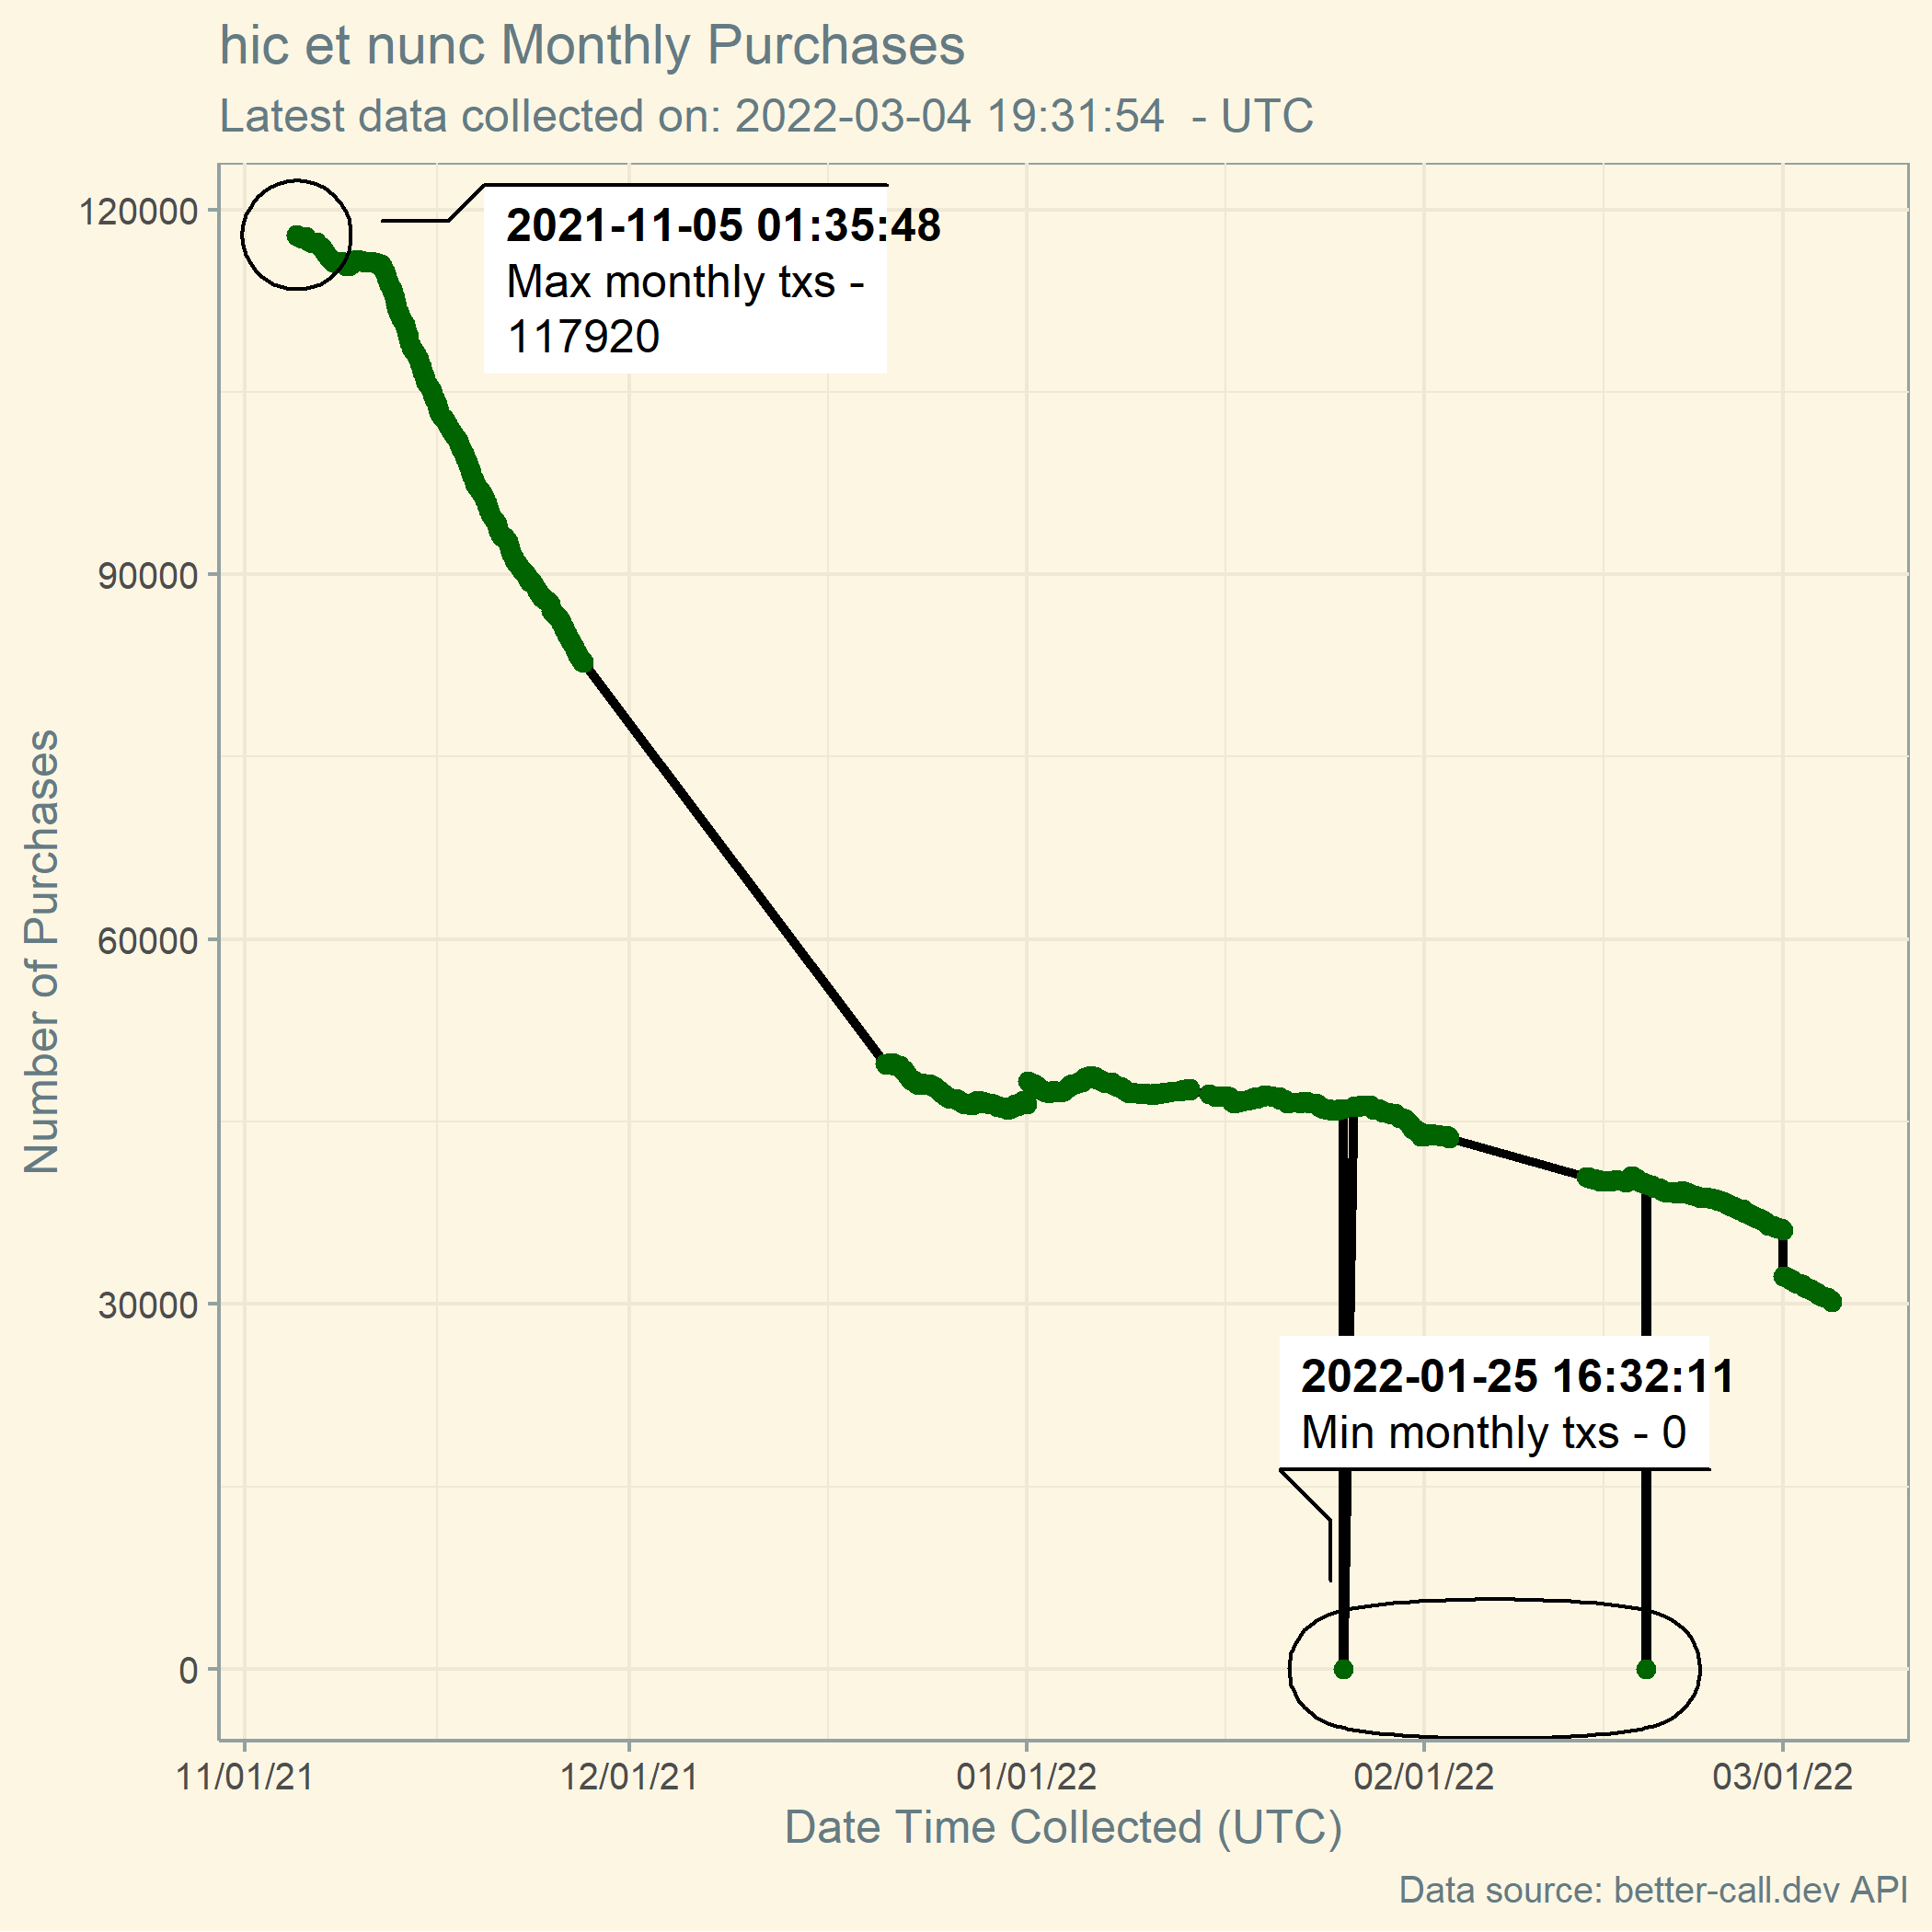 hic et nunc Monthly Purchases
Latest data collected on: 2022-03-04 19:31:54  - UTC
120000
90000
60000
30000
0
Number of Purchases
2021-11-05 01:35:48
Max monthly txs -
117920
2022-01-25 16:32:11
Min monthly txs - 0
11/01/21
12/01/21
01/01/22
02/01/22
03/01/22
Date Time Collected (UTC)
Data source: better-call.dev API